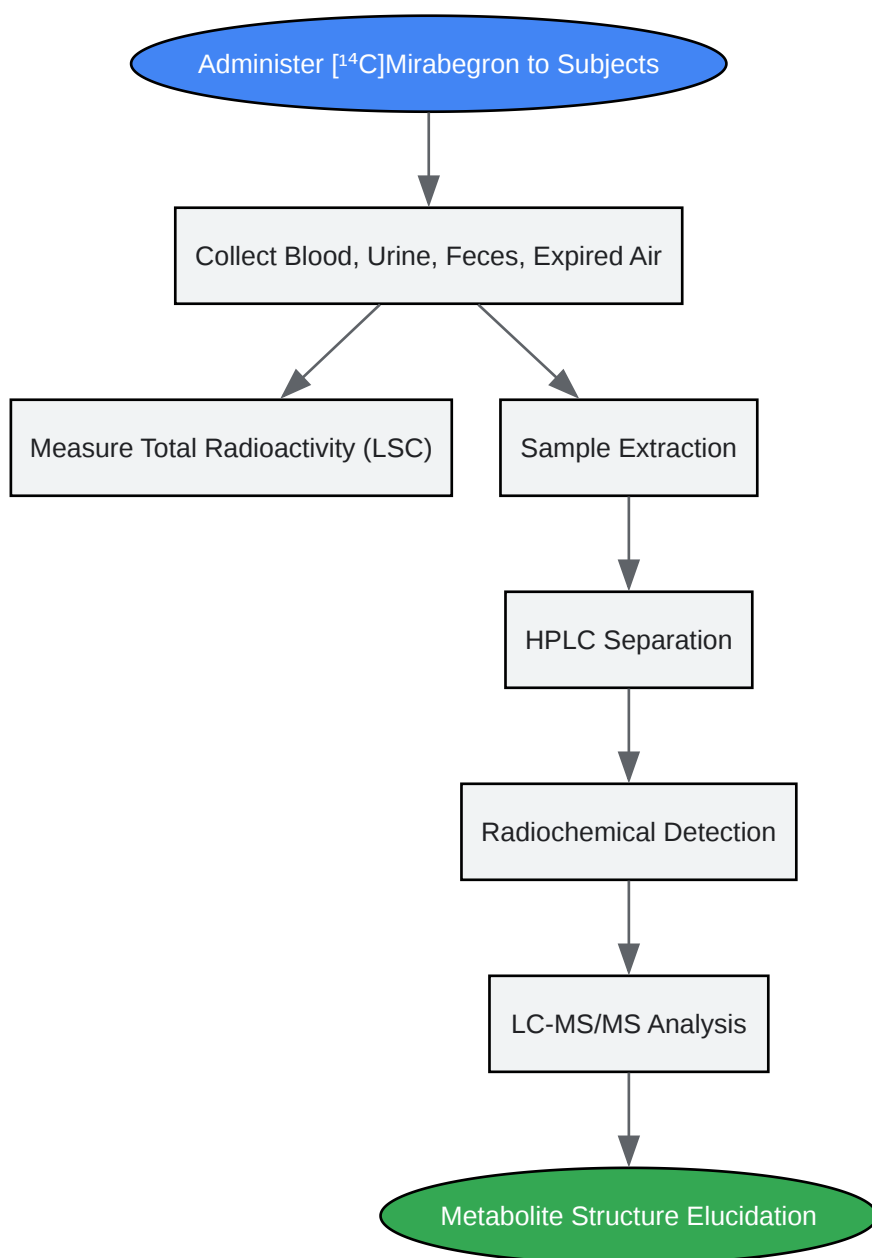 Administer [¹⁴C]Mirabegron to Subjects
Collect Blood, Urine, Feces, Expired Air
Measure Total Radioactivity (LSC)
Sample Extraction
HPLC Separation
Radiochemical Detection
LC-MS/MS Analysis
Metabolite Structure Elucidation